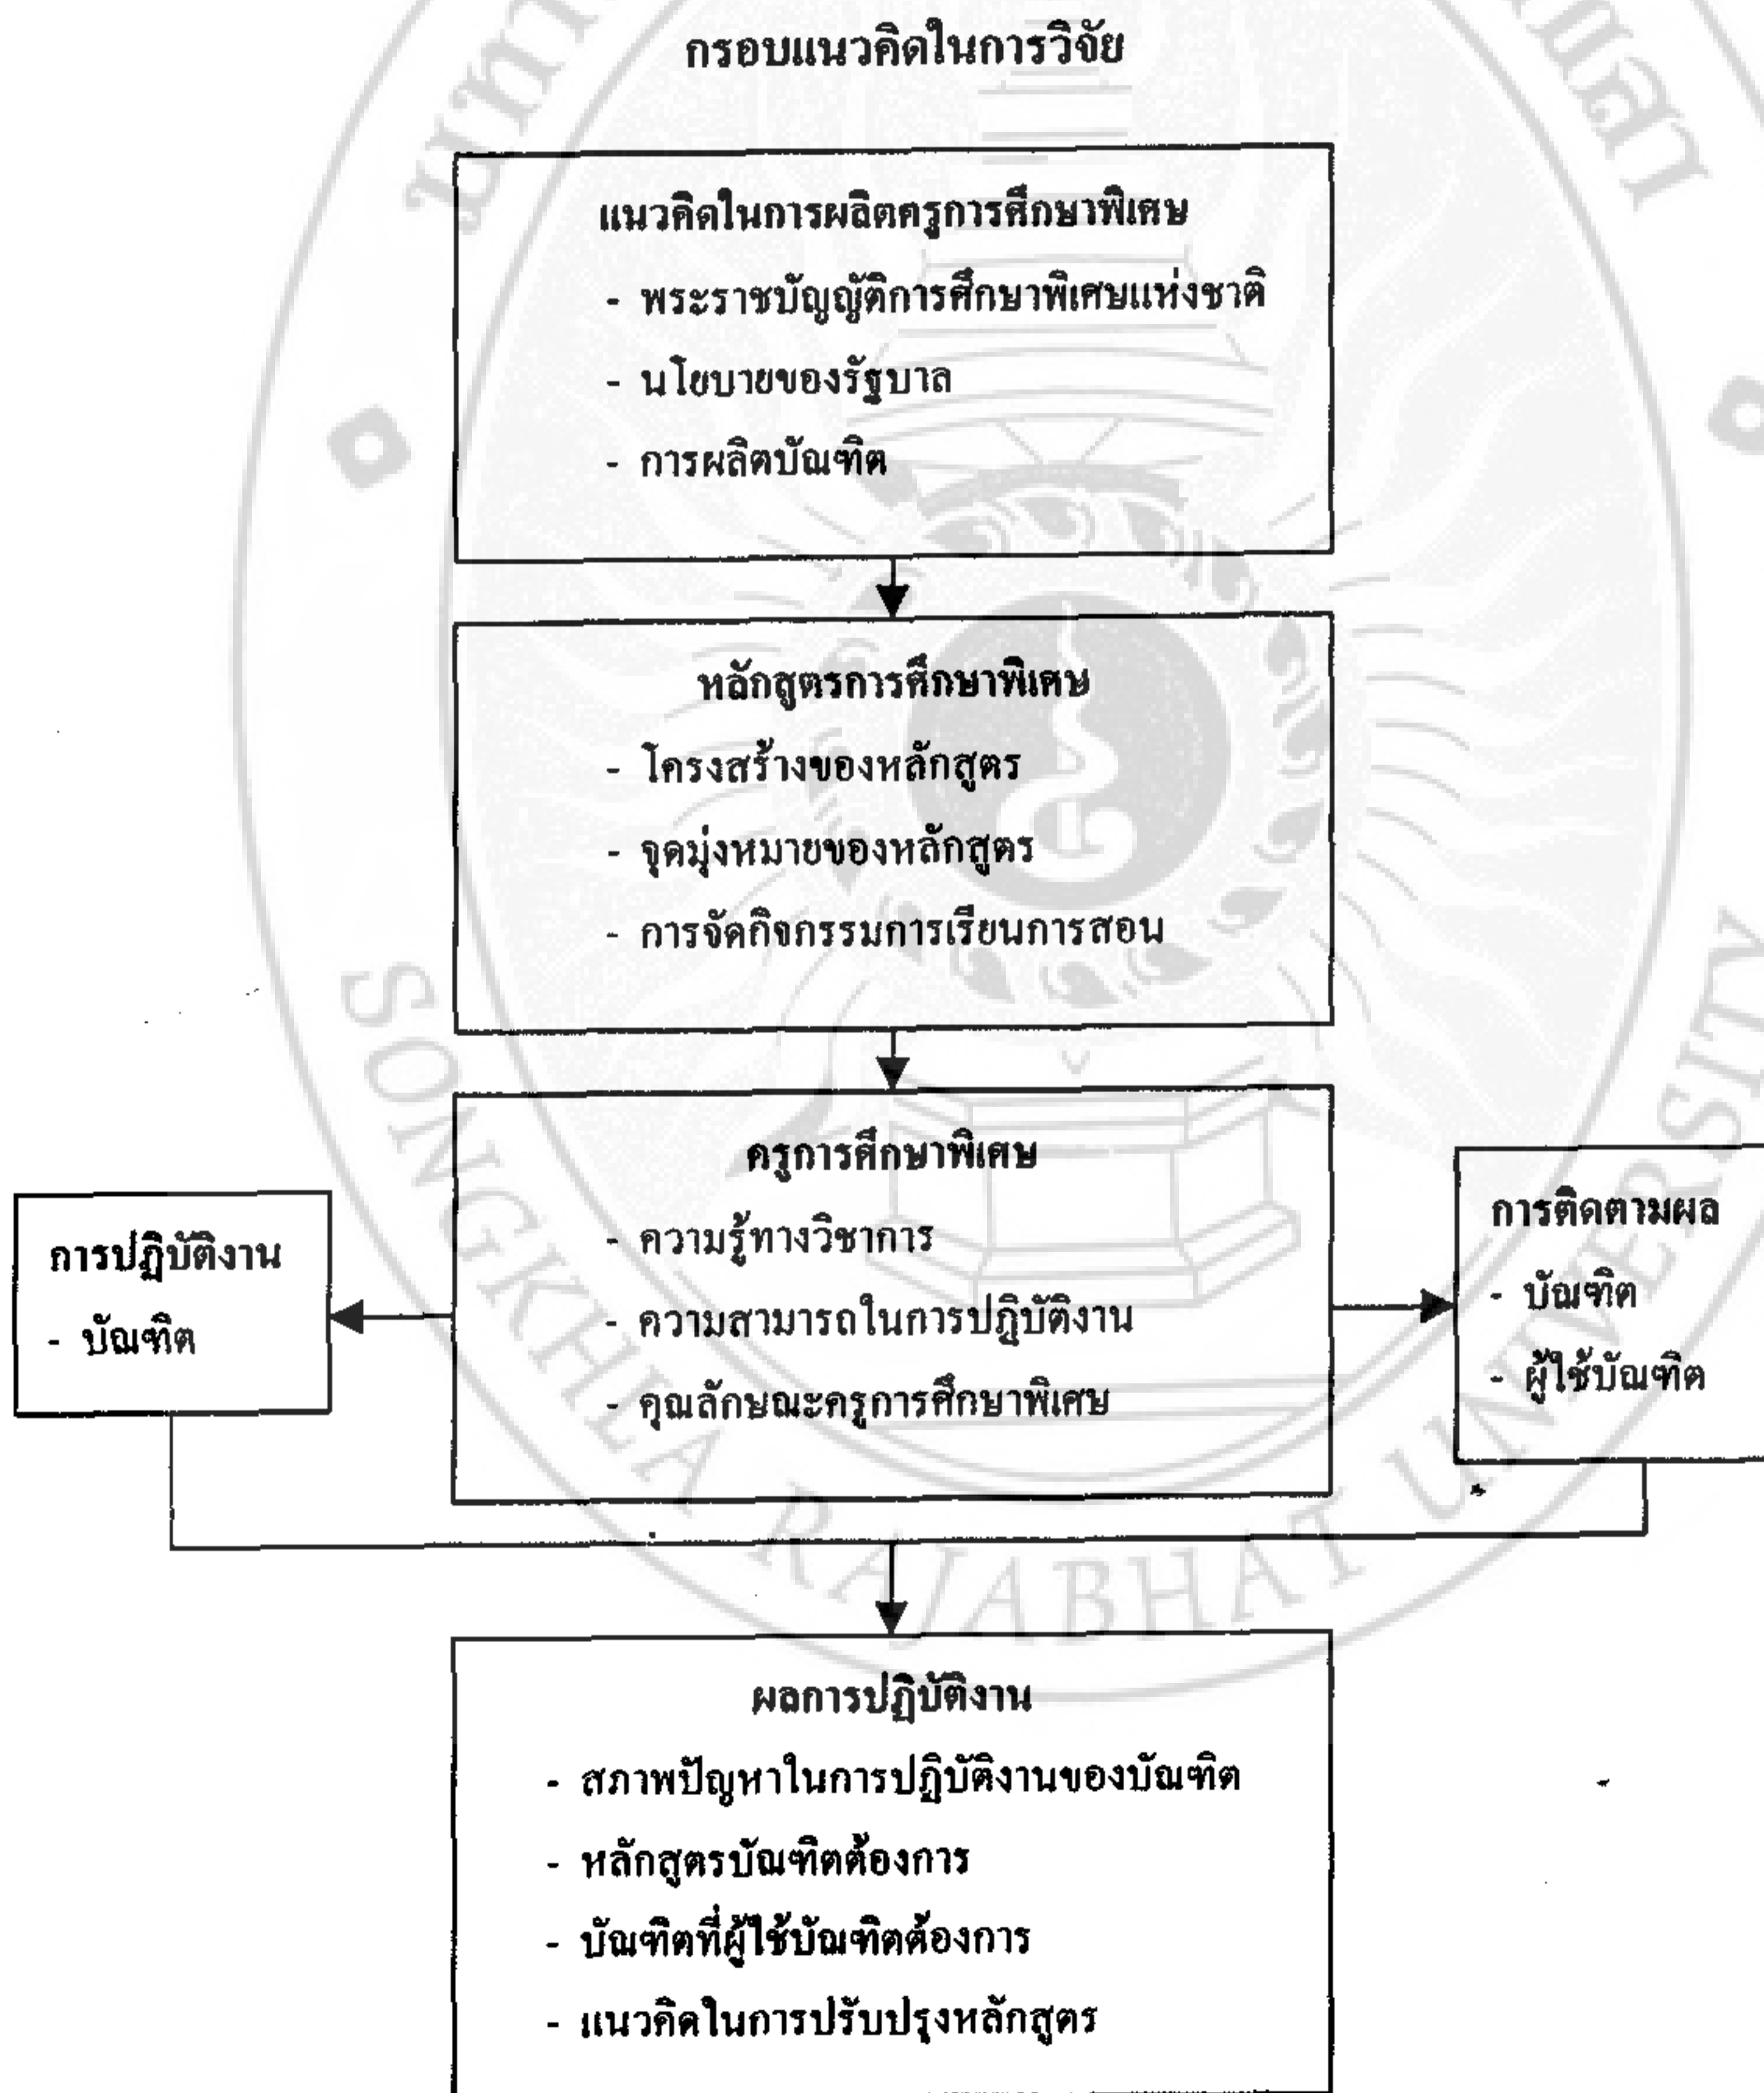 กรอบแนวคิดในการวิจัย
แนวคิดในการผลิตครูการศึกษาพิเศษ
- พระราชบัญญัติการศึกษาพิเศษแห่งชาติ
- นโยบายของรัฐบาล
- การผลิตบัณฑิต
หลักสูตรการศึกษาพิเศษ
- โครงสร้างของหลักสูตร
- จุดมุ่งหมายของหลักสูตร
- การจัดกิจกรรมการเรียนการสอน
ครูการศึกษาพิเศษ
- ความรู้ทางวิชาการ
- ความสามารถในการปฏิบัติงาน
- คุณลักษณะครูการศึกษาพิเศษ
การปฏิบัติงาน
- บัณฑิต
การติดตามผล
- บัณฑิต
- ผู้ใช้บัณฑิต
ผลการปฏิบัติงาน
- สภาพปัญหาในการปฏิบัติงานของบัณฑิต
- หลักสูตรบัณฑิตต้องการ
- บัณฑิตที่ผู้ใช้บัณฑิตต้องการ
- แนวคิดในการปรับปรุงหลักสูตร
SONGKHLA RAJABHAT UNIVERSITY